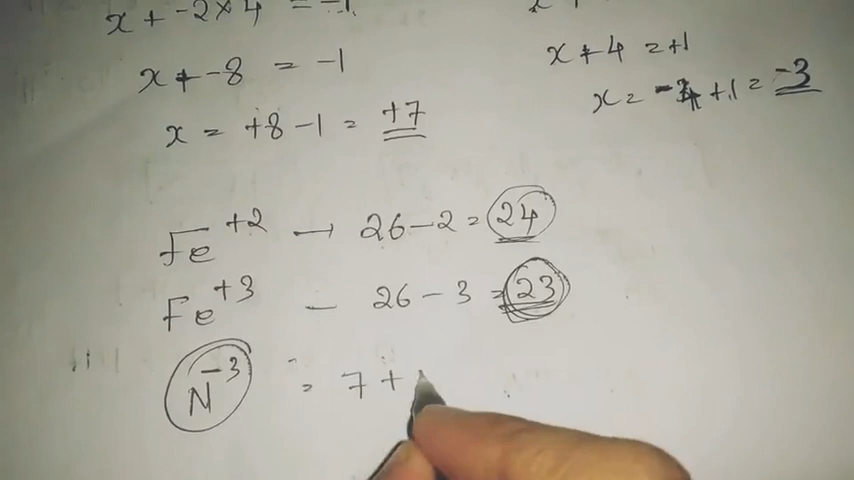 x + -2×4 = -1
x + -8 = -1
x = +8 - 1 = +7
x + 4 = +1
x = -4 + 1 = -3
Fe⁺² → 26 - 2 = 24
Fe⁺³ - 26 - 3 = 23
N⁻³ = 7 +